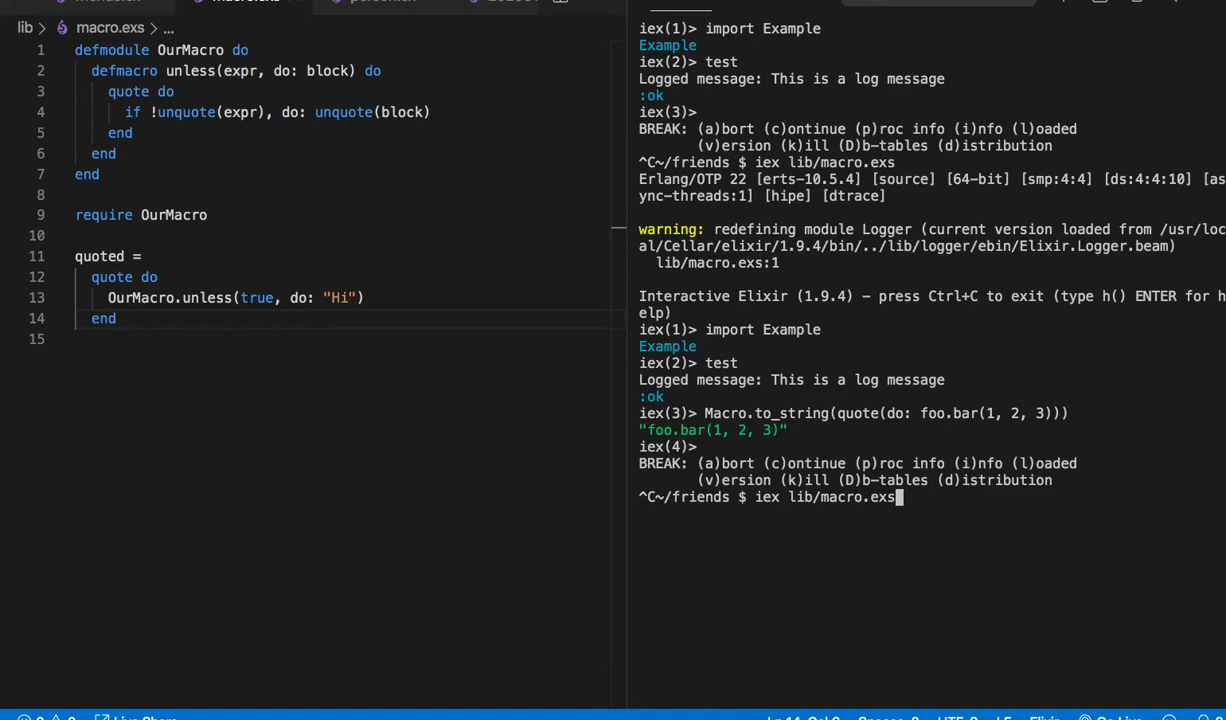 lib > macro.exs > ...
1 defmodule OurMacro do
2 defmacro unless(expr, do: block) do
3 quote do
4 if !unquote(expr), do: unquote(block)
5 end
6 end
7 end
8
9 require OurMacro
10
11 quoted =
12 quote do
13 OurMacro.unless(true, do: "Hi")
14 end
15
iex(1)> import Example
Example
iex(2)> test
Logged message: This is a log message
:ok
iex(3)>
BREAK: (a)bort (c)ontinue (p)roc info (i)nfo (l)oaded
(v)ersion (k)ill (D)b-tables (d)istribution
^C~/friends $ iex lib/macro.exs
Erlang/OTP 22 [erts-10.5.4] [source] [64-bit] [smp:4:4] [ds:4:4:10] [as
ync-threads:1] [hipe] [dtrace]
warning: redefining module Logger (current version loaded from /usr/loc
al/Cellar/elixir/1.9.4/bin/../lib/logger/ebin/Elixir.Logger.beam)
lib/macro.exs:1
Interactive Elixir (1.9.4) - press Ctrl+C to exit (type h() ENTER for h
elp)
iex(1)> import Example
Example
iex(2)> test
Logged message: This is a log message
:ok
iex(3)> Macro.to_string(quote(do: foo.bar(1, 2, 3)))
"foo.bar(1, 2, 3)"
iex(4)>
BREAK: (a)bort (c)ontinue (p)roc info (i)nfo (l)oaded
(v)ersion (k)ill (D)b-tables (d)istribution
^C~/friends $ iex lib/macro.exs